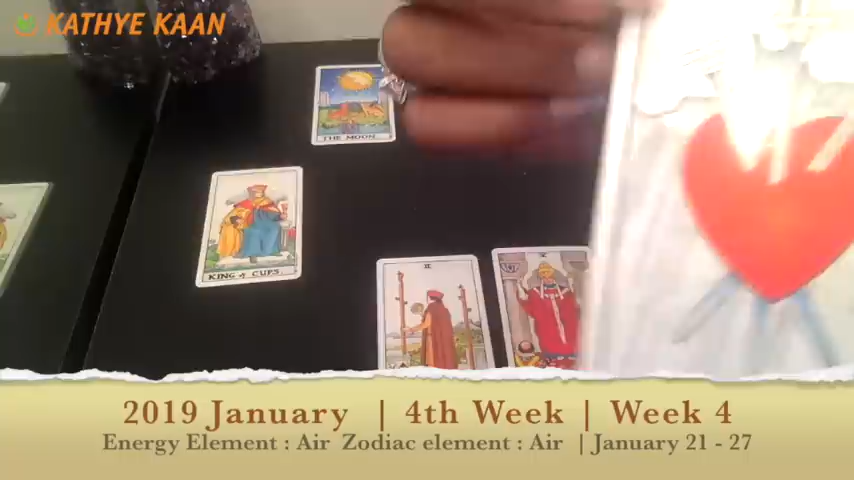 KATHYE KAAN
THE MOON.
KING of CUPS.
II
2019 January | 4th Week | Week 4
Energy Element : Air Zodiac element : Air | January 21 - 27